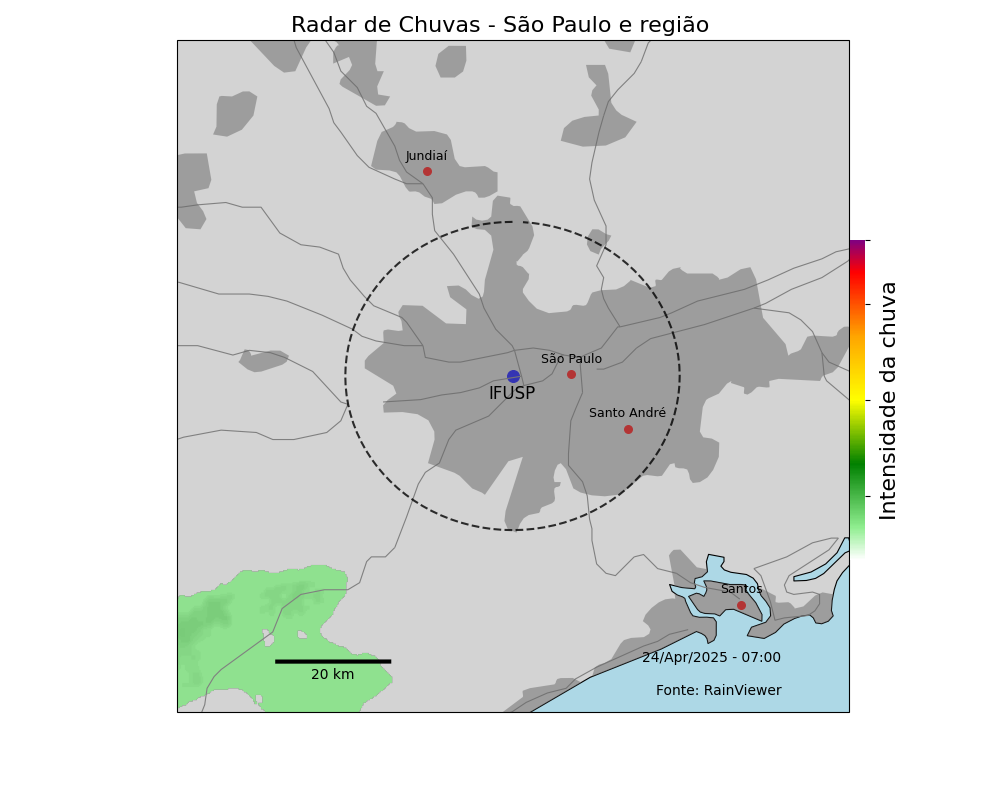 Radar de Chuvas - São Paulo e região
Jundiaí
São Paulo
IFUSP
Santo André
Intensidade da chuva
Santos
24/Apr/2025 - 07:00
20 km
Fonte: RainViewer